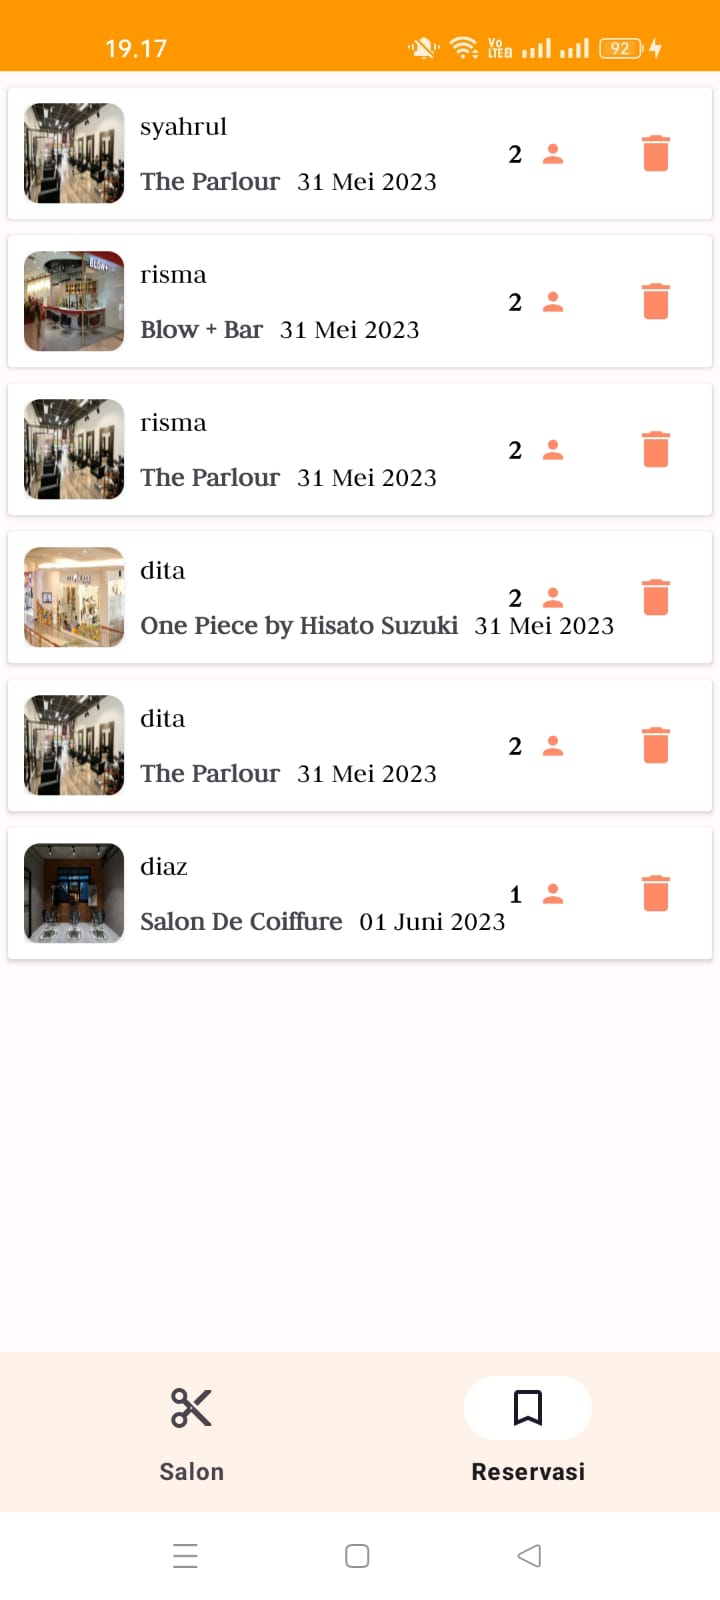 19.17
Vo
LTE2
92
syahrul
2
The Parlour 31 Mei 2023
risma
2
Blow + Bar 31 Mei 2023
risma
2
The Parlour 31 Mei 2023
dita
2
One Piece by Hisato Suzuki 31 Mei 2023
dita
2
The Parlour 31 Mei 2023
diaz
1
Salon De Coiffure 01 Juni 2023
Salon
Reservasi